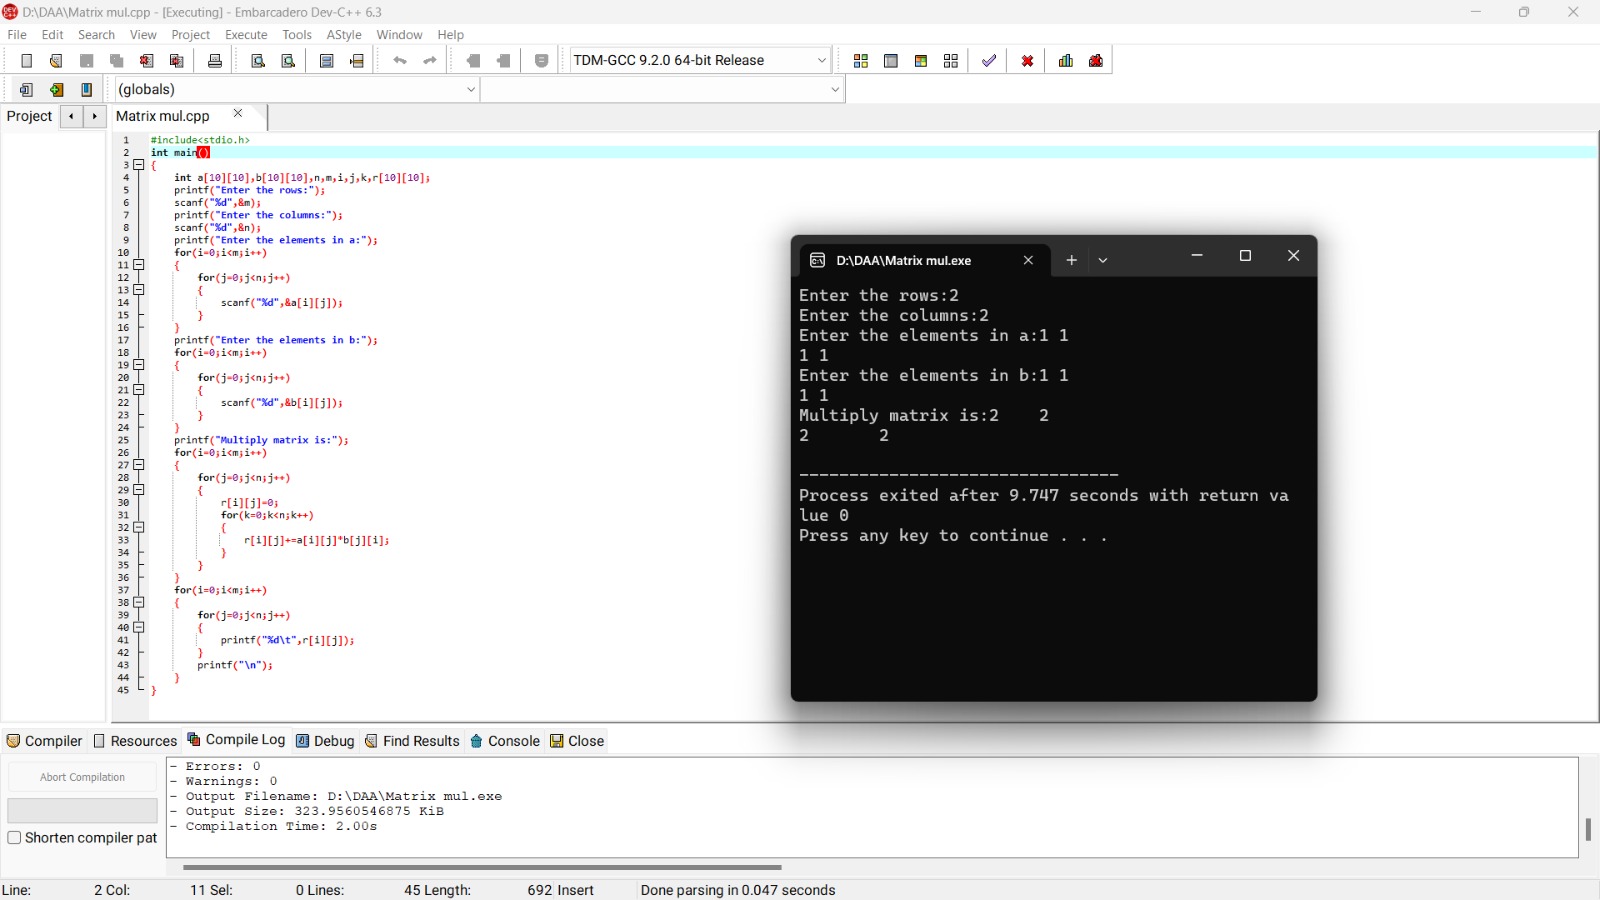 D:\DAA\Matrix mul.cpp - [Executing] - Embarcadero Dev-C++ 6.3
File Edit Search View Project Execute Tools AStyle Window Help
TDM-GCC 9.2.0 64-bit Release
(globals)
Project
Matrix mul.cpp
1 #include<stdio.h>
2 int main()
3 {
4 int a[10][10],b[10][10],n,m,i,j,k,r[10][10];
5 printf("Enter the rows:");
6 scanf("%d",&m);
7 printf("Enter the columns:");
8 scanf("%d",&n);
9 printf("Enter the elements in a:");
10 for(i=0;i<m;i++)
11 {
12 for(j=0;j<n;j++)
13 {
14 scanf("%d",&a[i][j]);
15 }
16 }
17 printf("Enter the elements in b:");
18 for(i=0;i<m;i++)
19 {
20 for(j=0;j<n;j++)
21 {
22 scanf("%d",&b[i][j]);
23 }
24 }
25 printf("Multiply matrix is:");
26 for(i=0;i<m;i++)
27 {
28 for(j=0;j<n;j++)
29 {
30 r[i][j]=0;
31 for(k=0;k<n;k++)
32 {
33 r[i][j]+=a[i][j]*b[j][i];
34 }
35 }
36 }
37 for(i=0;i<m;i++)
38 {
39 for(j=0;j<n;j++)
40 {
41 printf("%d\t",r[i][j]);
42 }
43 printf("\n");
44 }
45 }
D:\DAA\Matrix mul.exe
Enter the rows:2
Enter the columns:2
Enter the elements in a:1 1
1 1
Enter the elements in b:1 1
1 1
Multiply matrix is:2 2
2 2
--------------------------------
Process exited after 9.747 seconds with return va
lue 0
Press any key to continue . . .
Compiler Resources Compile Log Debug Find Results Console Close
Abort Compilation
Shorten compiler pat
- Errors: 0
- Warnings: 0
- Output Filename: D:\DAA\Matrix mul.exe
- Output Size: 323.9560546875 KiB
- Compilation Time: 2.00s
Line: 2 Col: 11 Sel: 0 Lines: 45 Length: 692 Insert Done parsing in 0.047 seconds